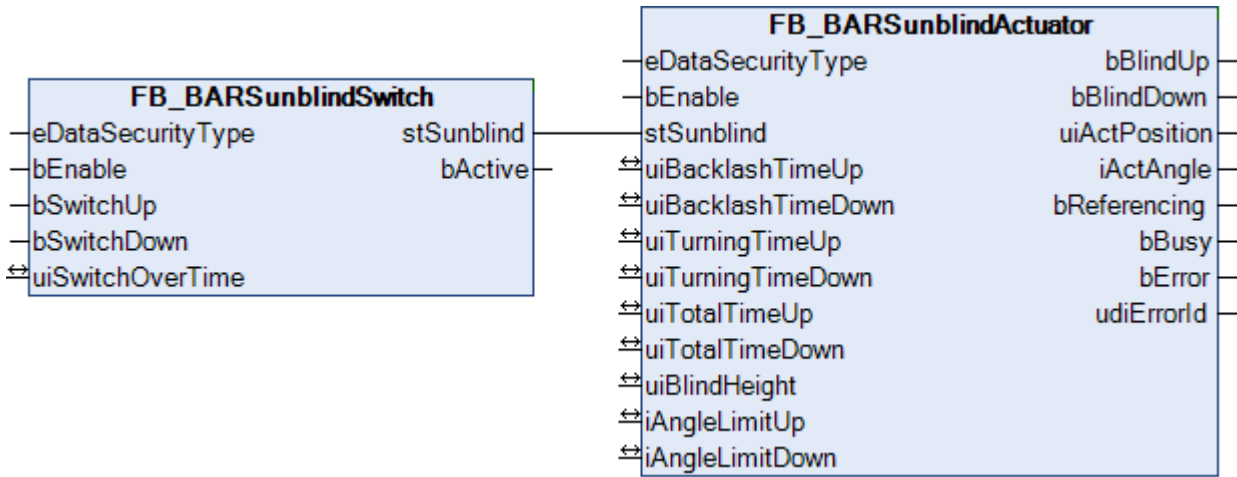 FB_BARSunblindSwitch
eDataSecurityType stSunblind
bEnable bActive
bSwitchUp
bSwitchDown
uiSwitchOverTime
FB_BARSunblindActuator
eDataSecurityType bBlindUp
bEnable bBlindDown
stSunblind uiActPosition
uiBacklashTimeUp iActAngle
uiBacklashTimeDown bReferencing
uiTurningTimeUp bBusy
uiTurningTimeDown bError
uiTotalTimeUp udiErrorId
uiTotalTimeDown
uiBlindHeight
iAngleLimitUp
iAngleLimitDown